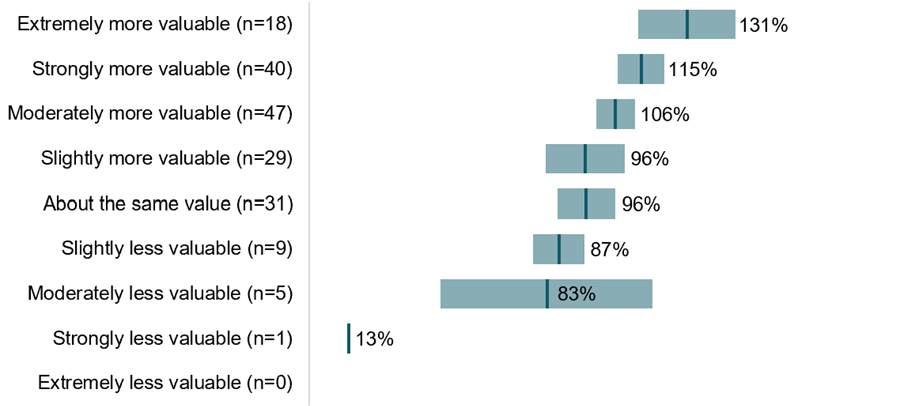 Extremely more valuable (n=18) 131%
Strongly more valuable (n=40) 115%
Moderately more valuable (n=47) 106%
Slightly more valuable (n=29) 96%
About the same value (n=31) 96%
Slightly less valuable (n=9) 87%
Moderately less valuable (n=5) 83%
Strongly less valuable (n=1) 13%
Extremely less valuable (n=0)